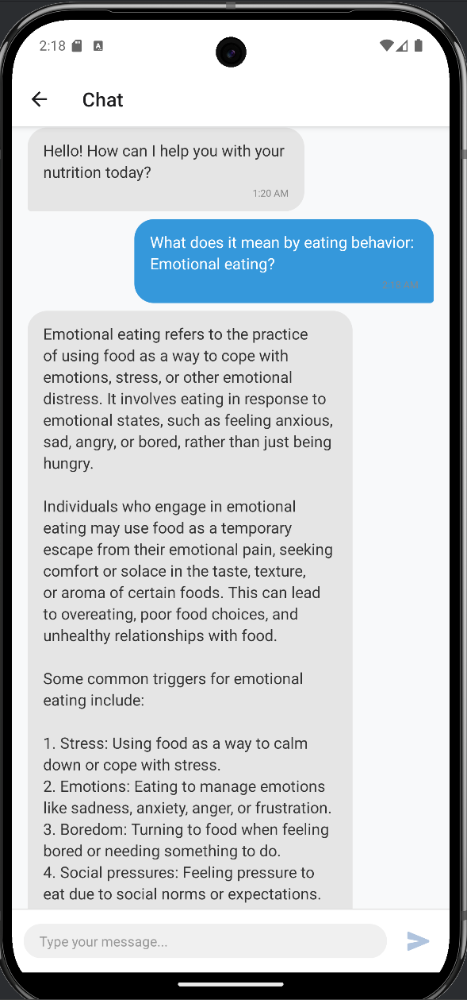 2:18
A
Chat
Hello! How can I help you with your
nutrition today?
1:20 AM
What does it mean by eating behavior:
Emotional eating?
AM
Emotional eating refers to the practice
of using food as a way to cope with
emotions, stress, or other emotional
distress. It involves eating in response to
emotional states, such as feeling anxious,
sad, angry, or bored, rather than just being
hungry.
Individuals who engage in emotional
eating may use food as a temporary
escape from their emotional pain, seeking
comfort or solace in the taste, texture,
or aroma of certain foods. This can lead
to overeating, poor food choices, and
unhealthy relationships with food.
Some common triggers for emotional
eating include:
1. Stress: Using food as a way to calm
down or cope with stress.
2. Emotions: Eating to manage emotions
like sadness, anxiety, anger, or frustration.
3. Boredom: Turning to food when feeling
bored or needing something to do.
4. Social pressures: Feeling pressure to
eat due to social norms or expectations.
Type your message...